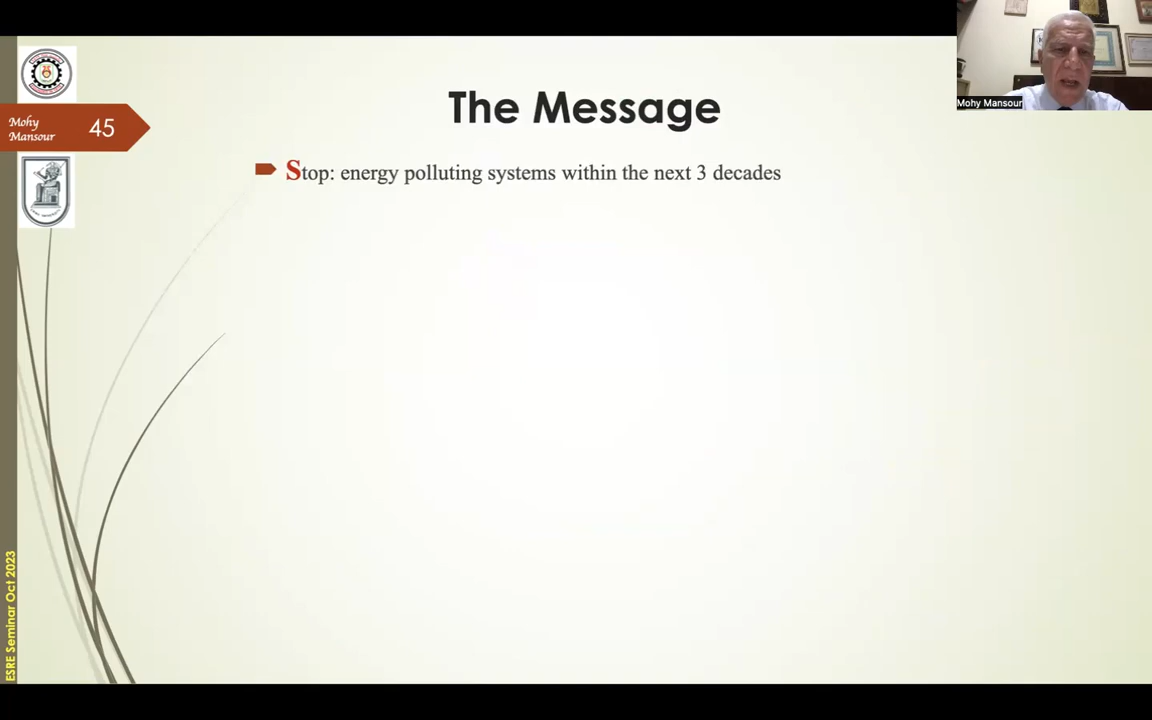 The Message
Mohy
Mansour
45
Stop: energy polluting systems within the next 3 decades
ESRE Seminar Oct 2023
Mohy Mansour